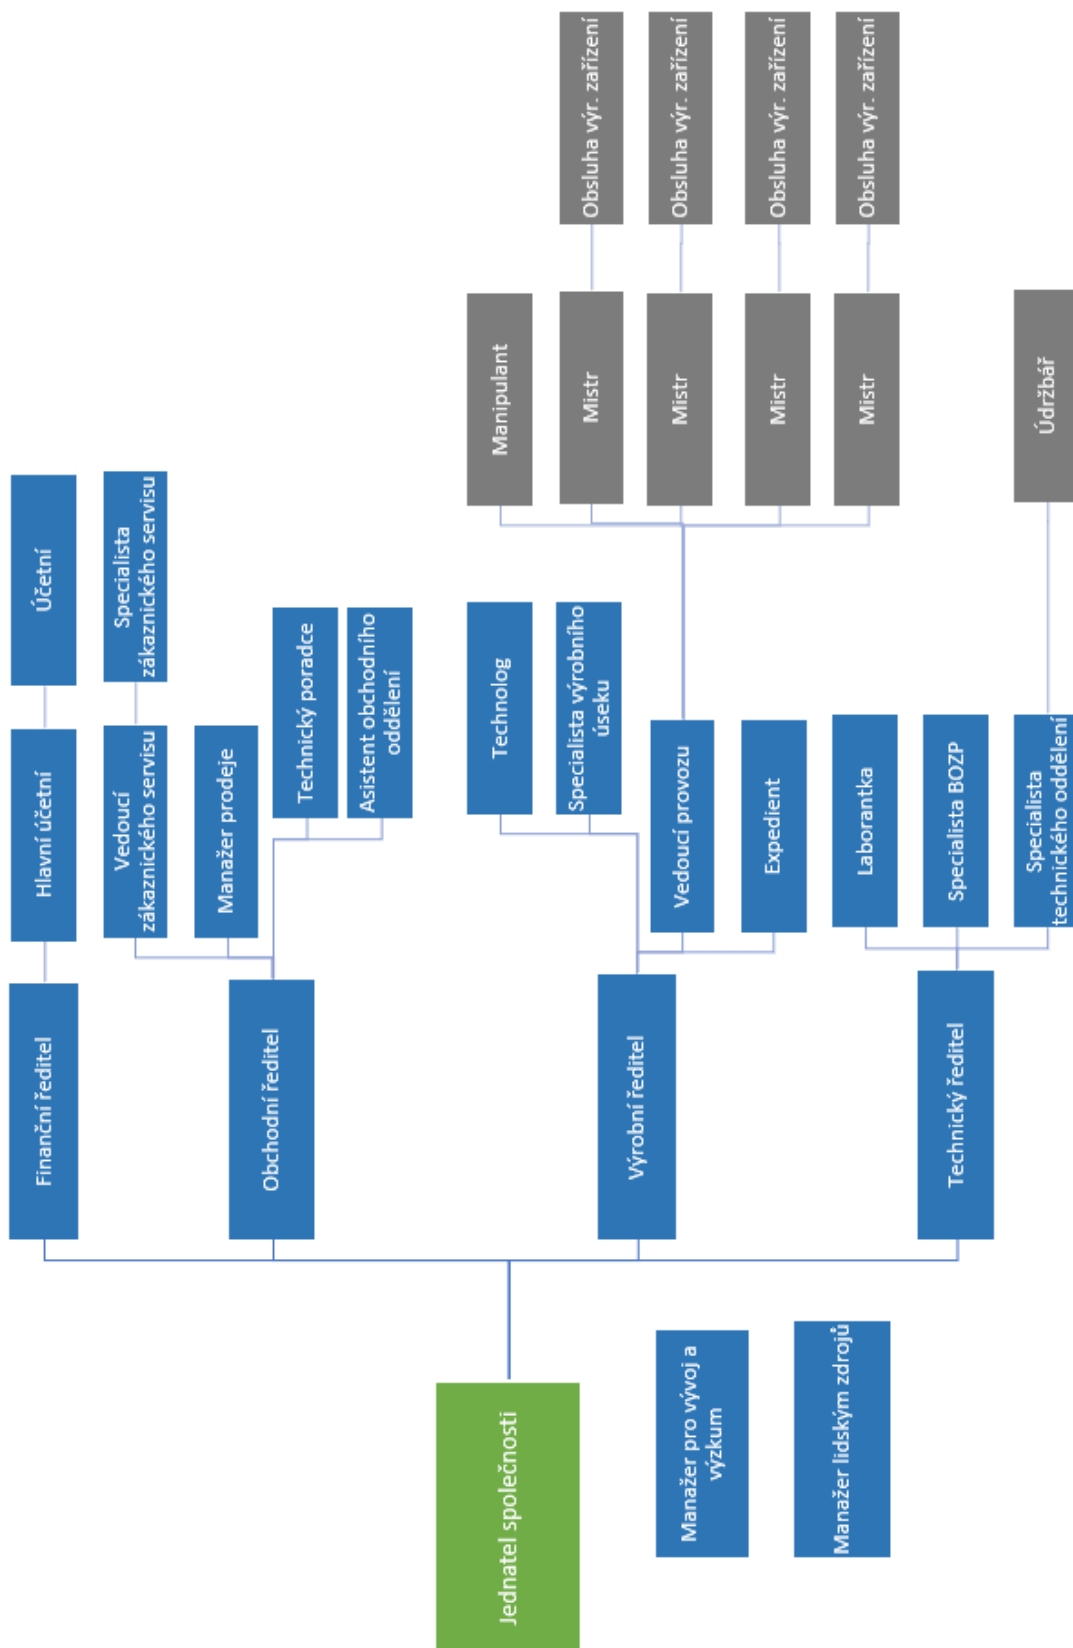 Jednatel společnosti
Manažer pro vývoj a
výzkum
Manažer lidským zdrojů
Finanční ředitel
Obchodní ředitel
Výrobní ředitel
Technický ředitel
Hlavní účetní
Vedoucí
zákaznického servisu
Manažer prodeje
Technický poradce
Asistent obchodního
oddělení
Technolog
Specialista výrobního
úseku
Vedoucí provozu
Expedient
Laborantka
Specialista BOZP
Specialista
technického oddělení
Účetní
Specialista
zákaznického servisu
Manipulant
Mistr
Mistr
Mistr
Mistr
Údržbář
Obsluha výr. zařízení
Obsluha výr. zařízení
Obsluha výr. zařízení
Obsluha výr. zařízení